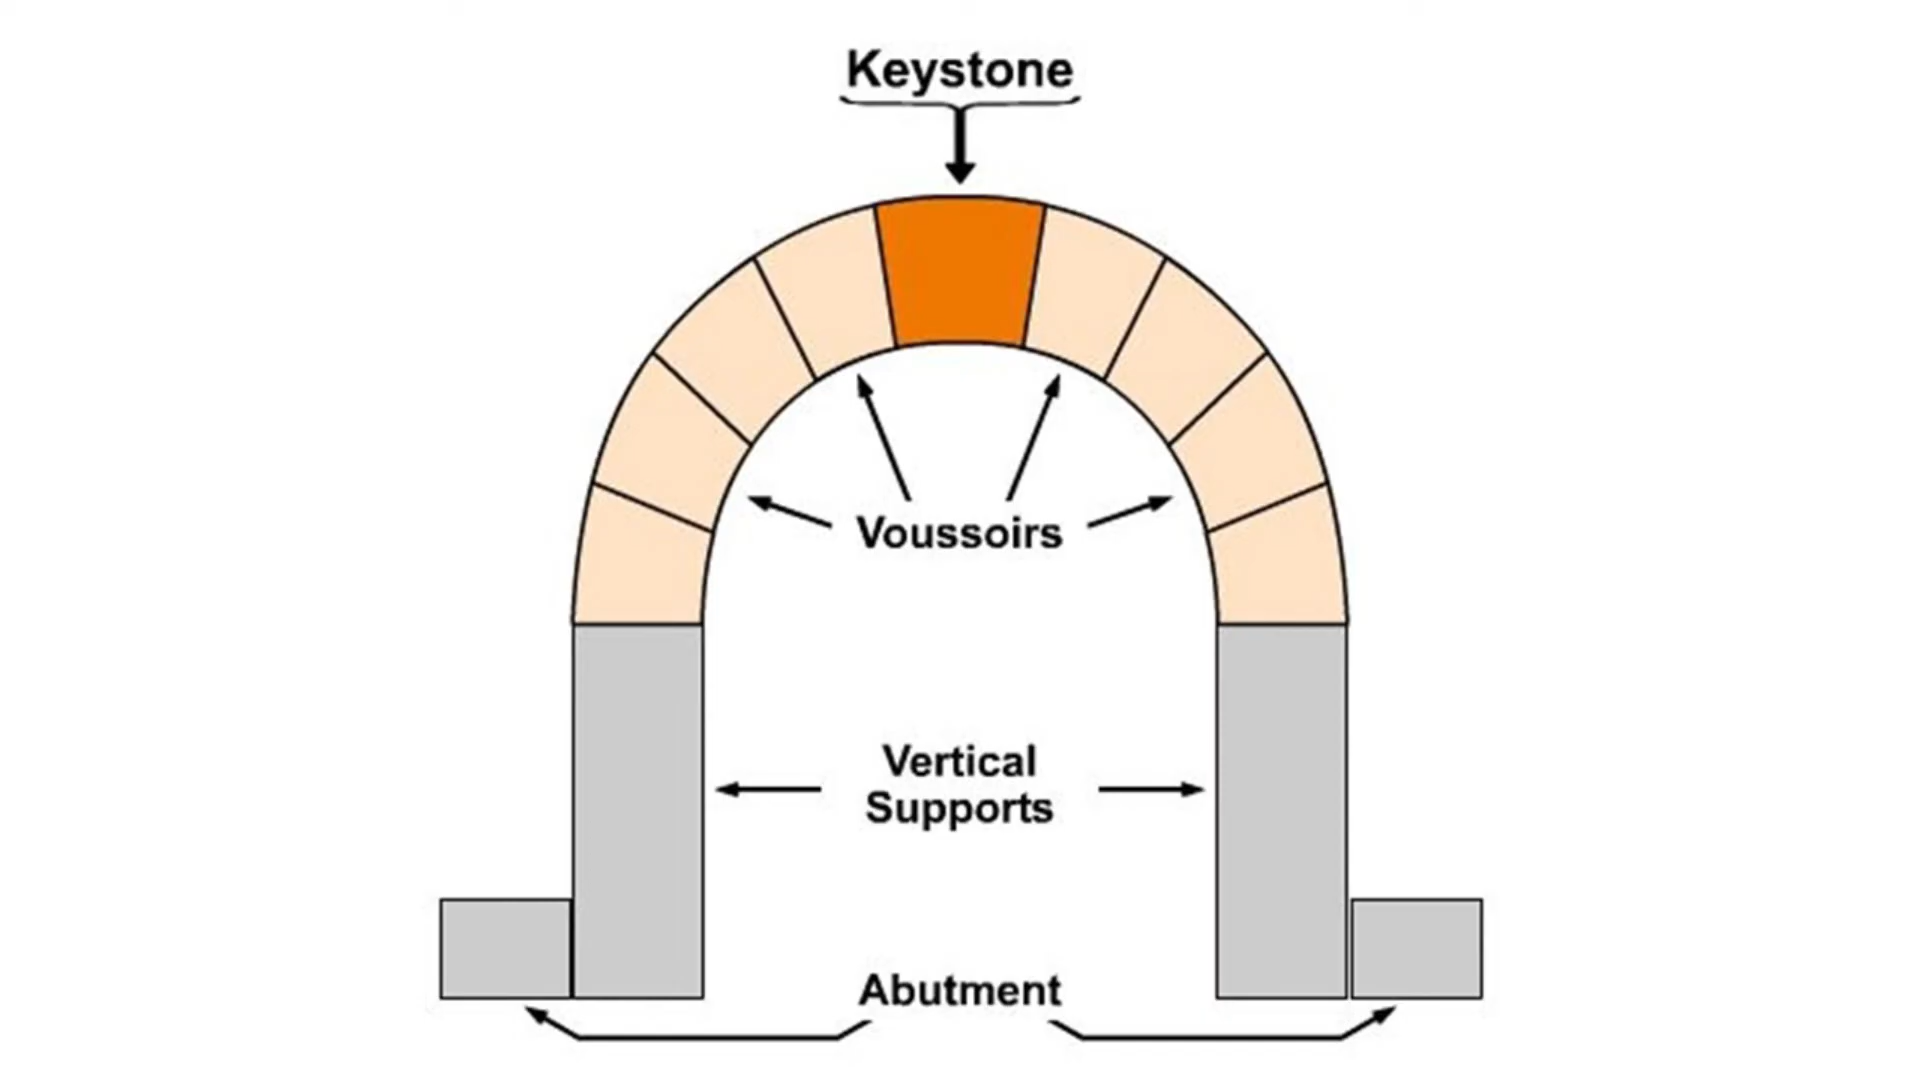 Keystone
Voussoirs
Vertical
Supports
Abutment